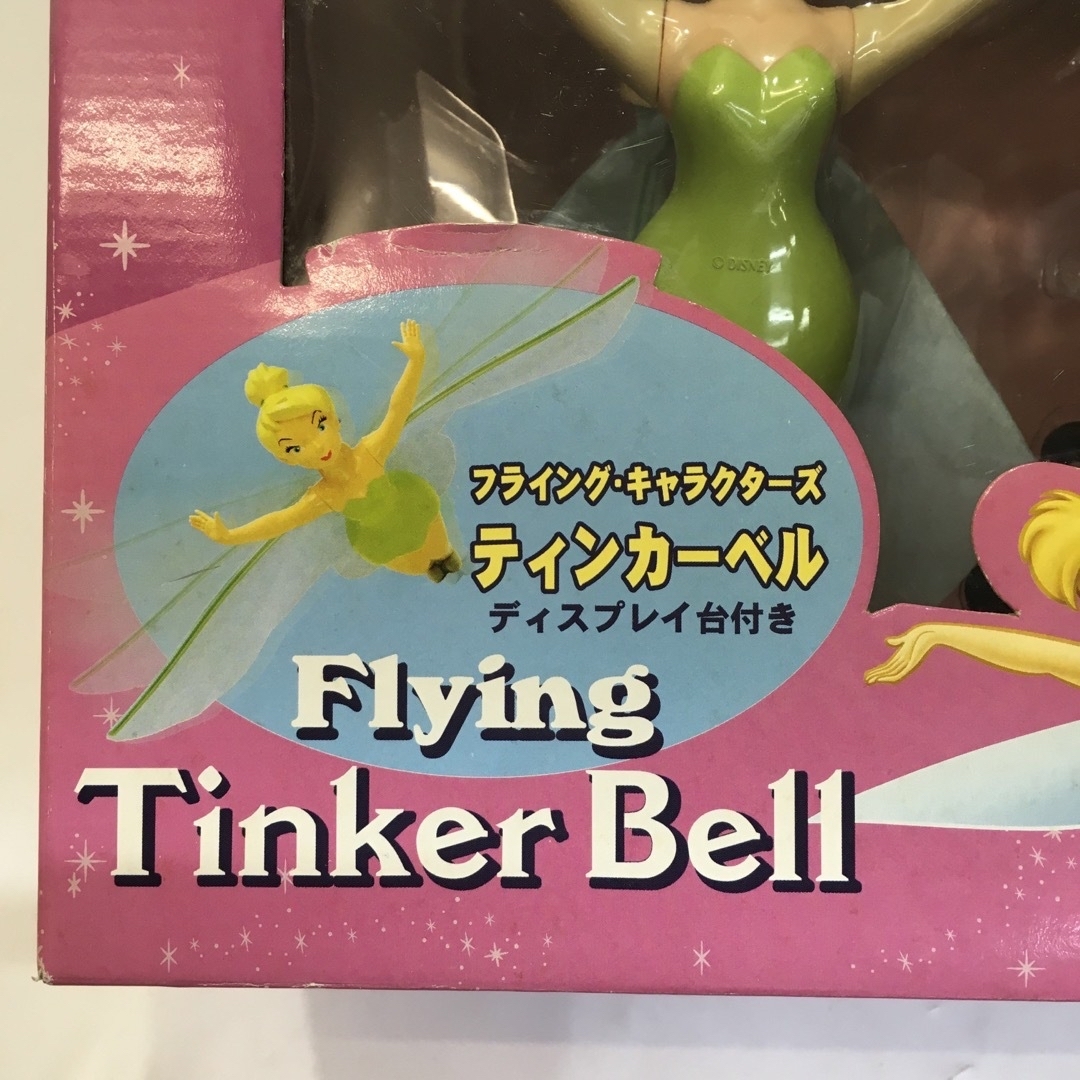 © DISNEY
フライング・キャラクターズ
ティンカーベル
ディスプレイ台付き
Flying
Tinker Bell